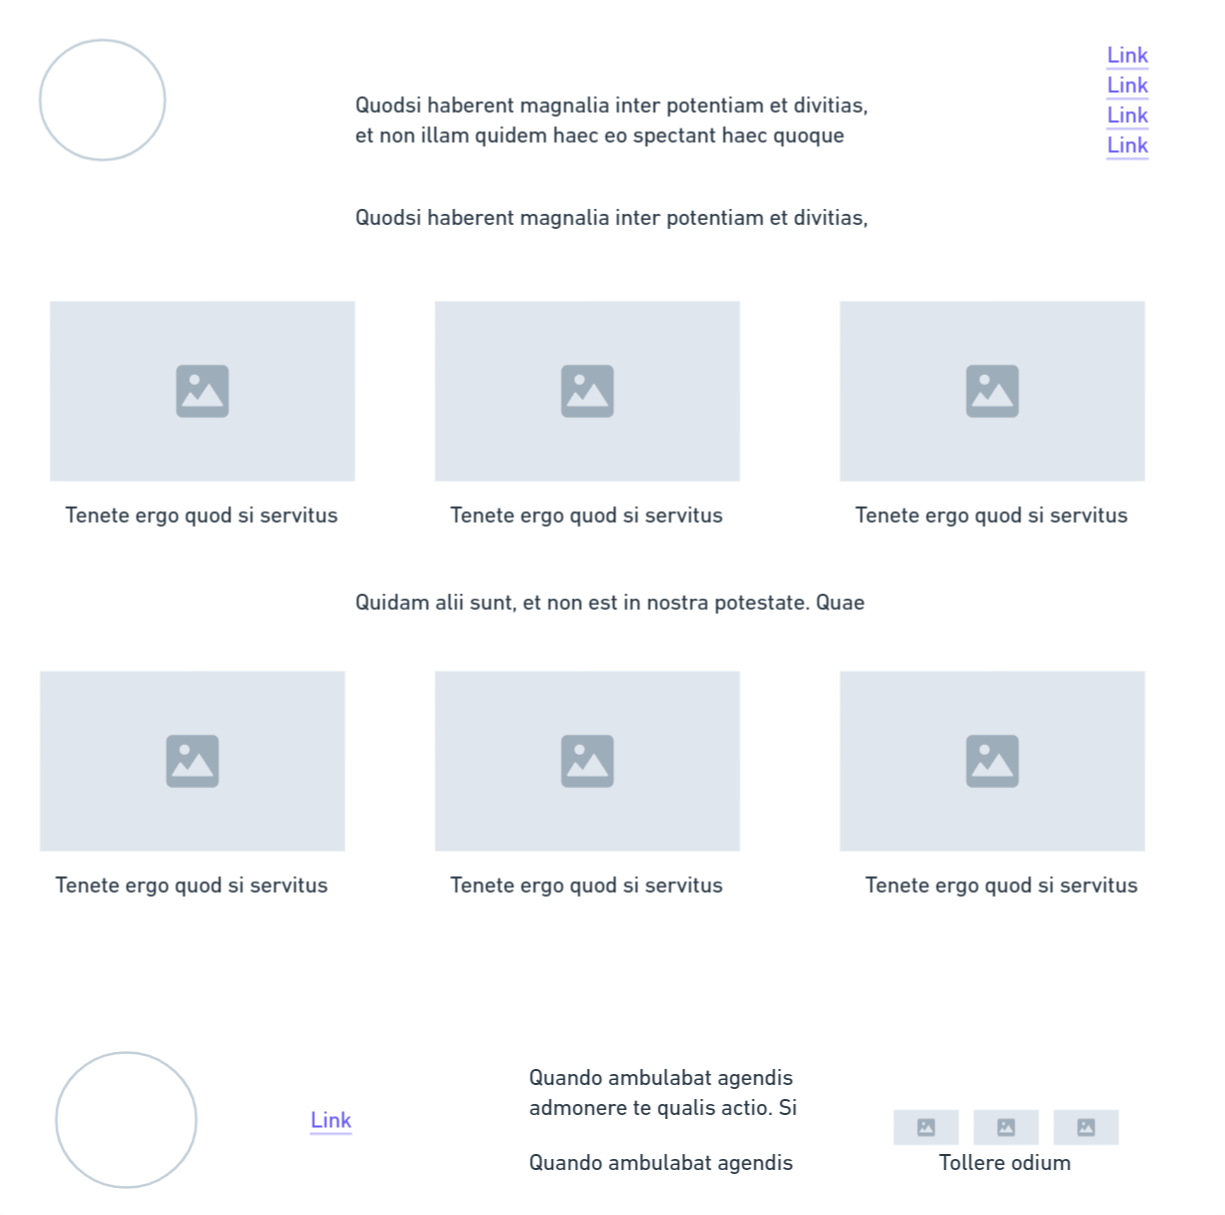 Link
Link
Link
Link
Quodsi haberent magnalia inter potentiam et divitias,
et non illam quidem haec eo spectant haec quoque
Quodsi haberent magnalia inter potentiam et divitias,
Tenete ergo quod si servitus
Tenete ergo quod si servitus
Tenete ergo quod si servitus
Quidam alii sunt, et non est in nostra potestate. Quae
Tenete ergo quod si servitus
Tenete ergo quod si servitus
Tenete ergo quod si servitus
Link
Quando ambulabat agendis
admonere te qualis actio. Si
Quando ambulabat agendis
Tollere odium